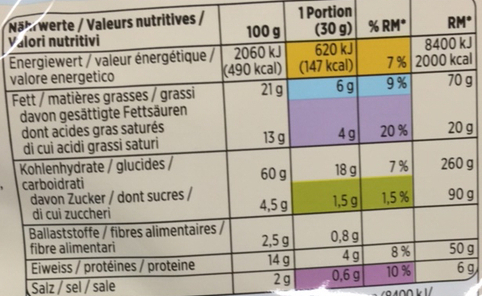 Nährwerte / Valeurs nutritives / Valori nutritivi 100 g 1 Portion (30 g) % RM* RM*
Energiewert / valeur énergétique / 2060 kJ 620 kJ 8400 kJ
valore energetico (490 kcal) (147 kcal) 7 % 2000 kcal
Fett / matières grasses / grassi 21 g 6 g 9 % 70 g
davon gesättigte Fettsäuren
dont acides gras saturés
di cui acidi grassi saturi 13 g 4 g 20 % 20 g
Kohlenhydrate / glucides /
carboidrati 60 g 18 g 7 % 260 g
davon Zucker / dont sucres /
di cui zuccheri 4,5 g 1,5 g 1,5 % 90 g
Ballaststoffe / fibres alimentaires /
fibre alimentari 2,5 g 0,8 g
Eiweiss / protéines / proteine 14 g 4 g 8 % 50 g
Salz / sel / sale 2 g 0,6 g 10 % 6 g
(8400 kJ/